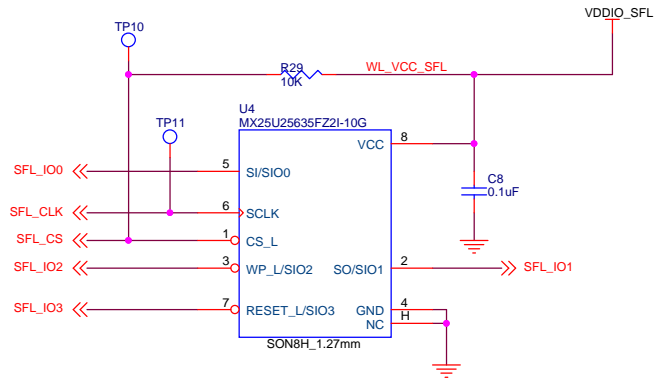 VDDIO_SFL
TP10
R29
10K
WL_VCC_SFL
U4
MX25U25635FZ2I-10G
TP11
VCC
8
SFL_IO0
5
SI/SIO0
C8
0.1uF
SFL_CLK
6
SCLK
SFL_CS
1
CS_L
SFL_IO2
3
WP_L/SIO2
SO/SIO1
2
SFL_IO1
SFL_IO3
7
RESET_L/SIO3
GND
4
NC
H
SON8H_1.27mm